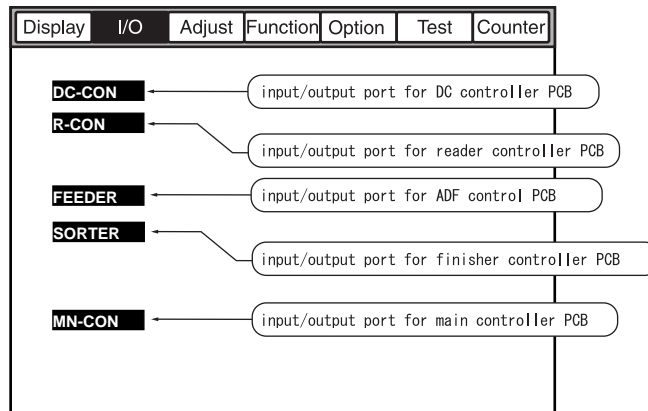 Display I/O Adjust Function Option Test Counter
DC-CON input/output port for DC controller PCB
R-CON
input/output port for reader controller PCB
FEEDER input/output port for ADF control PCB
SORTER
input/output port for finisher controller PCB
MN-CON input/output port for main controller PCB